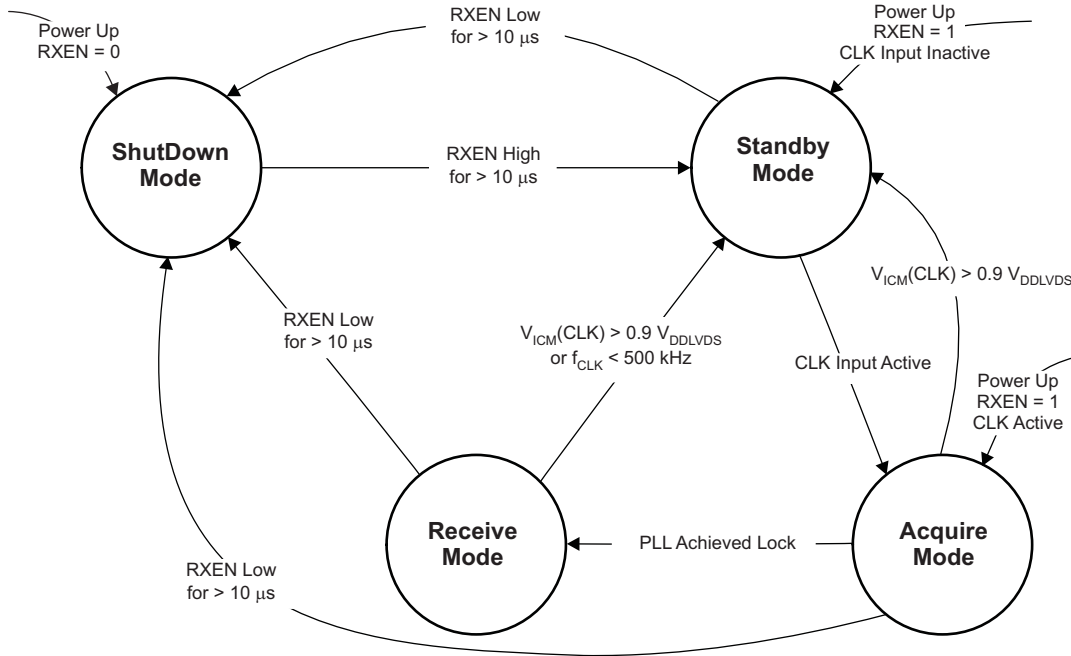 Power Up
RXEN = 0
RXEN Low
for > 10 μs
Power Up
RXEN = 1
CLK Input Inactive
ShutDown
Mode
RXEN High
for > 10 μs
Standby
Mode
RXEN Low
for > 10 μs
V_ICM(CLK) > 0.9 V_DDLVDS
or f_CLK < 500 kHz
V_ICM(CLK) > 0.9 V_DDLVDS
CLK Input Active
Power Up
RXEN = 1
CLK Active
Receive
Mode
PLL Achieved Lock
Acquire
Mode
RXEN Low
for > 10 μs